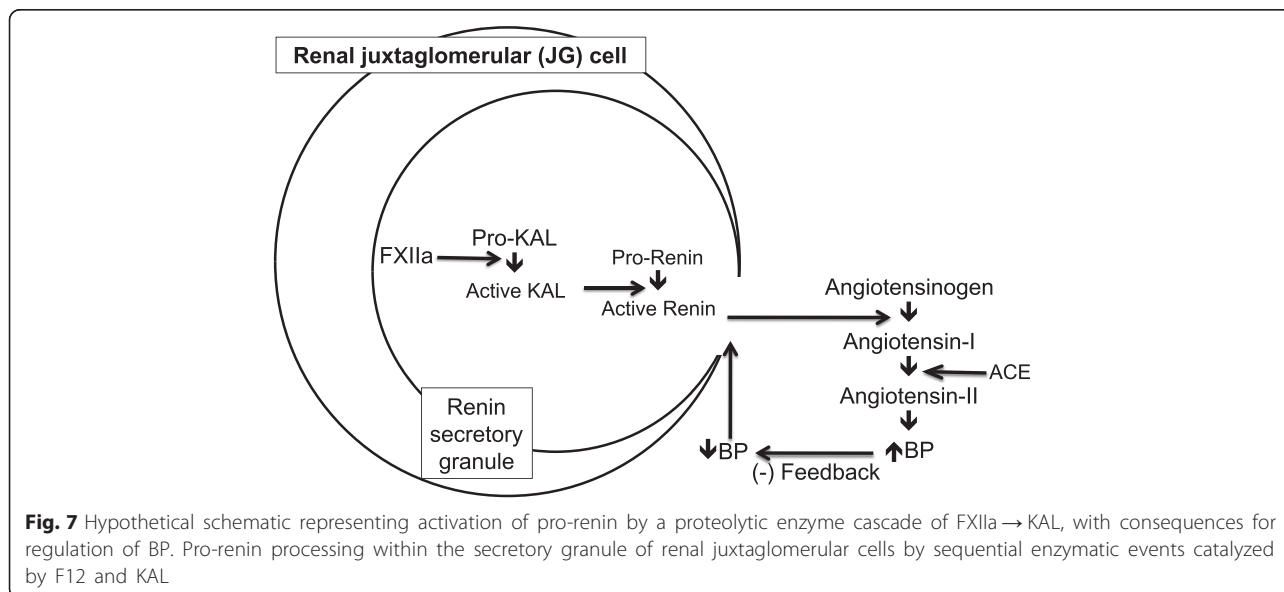 Renal juxtaglomerular (JG) cell
FXIIa
Pro-KAL
Active KAL
Pro-Renin
Active Renin
Angiotensinogen
Angiotensin-I
ACE
Angiotensin-II
Renin
secretory
granule
↓BP
(-) Feedback
↑BP
Fig. 7 Hypothetical schematic representing activation of pro-renin by a proteolytic enzyme cascade of FXIIa → KAL, with consequences for
regulation of BP. Pro-renin processing within the secretory granule of renal juxtaglomerular cells by sequential enzymatic events catalyzed
by F12 and KAL